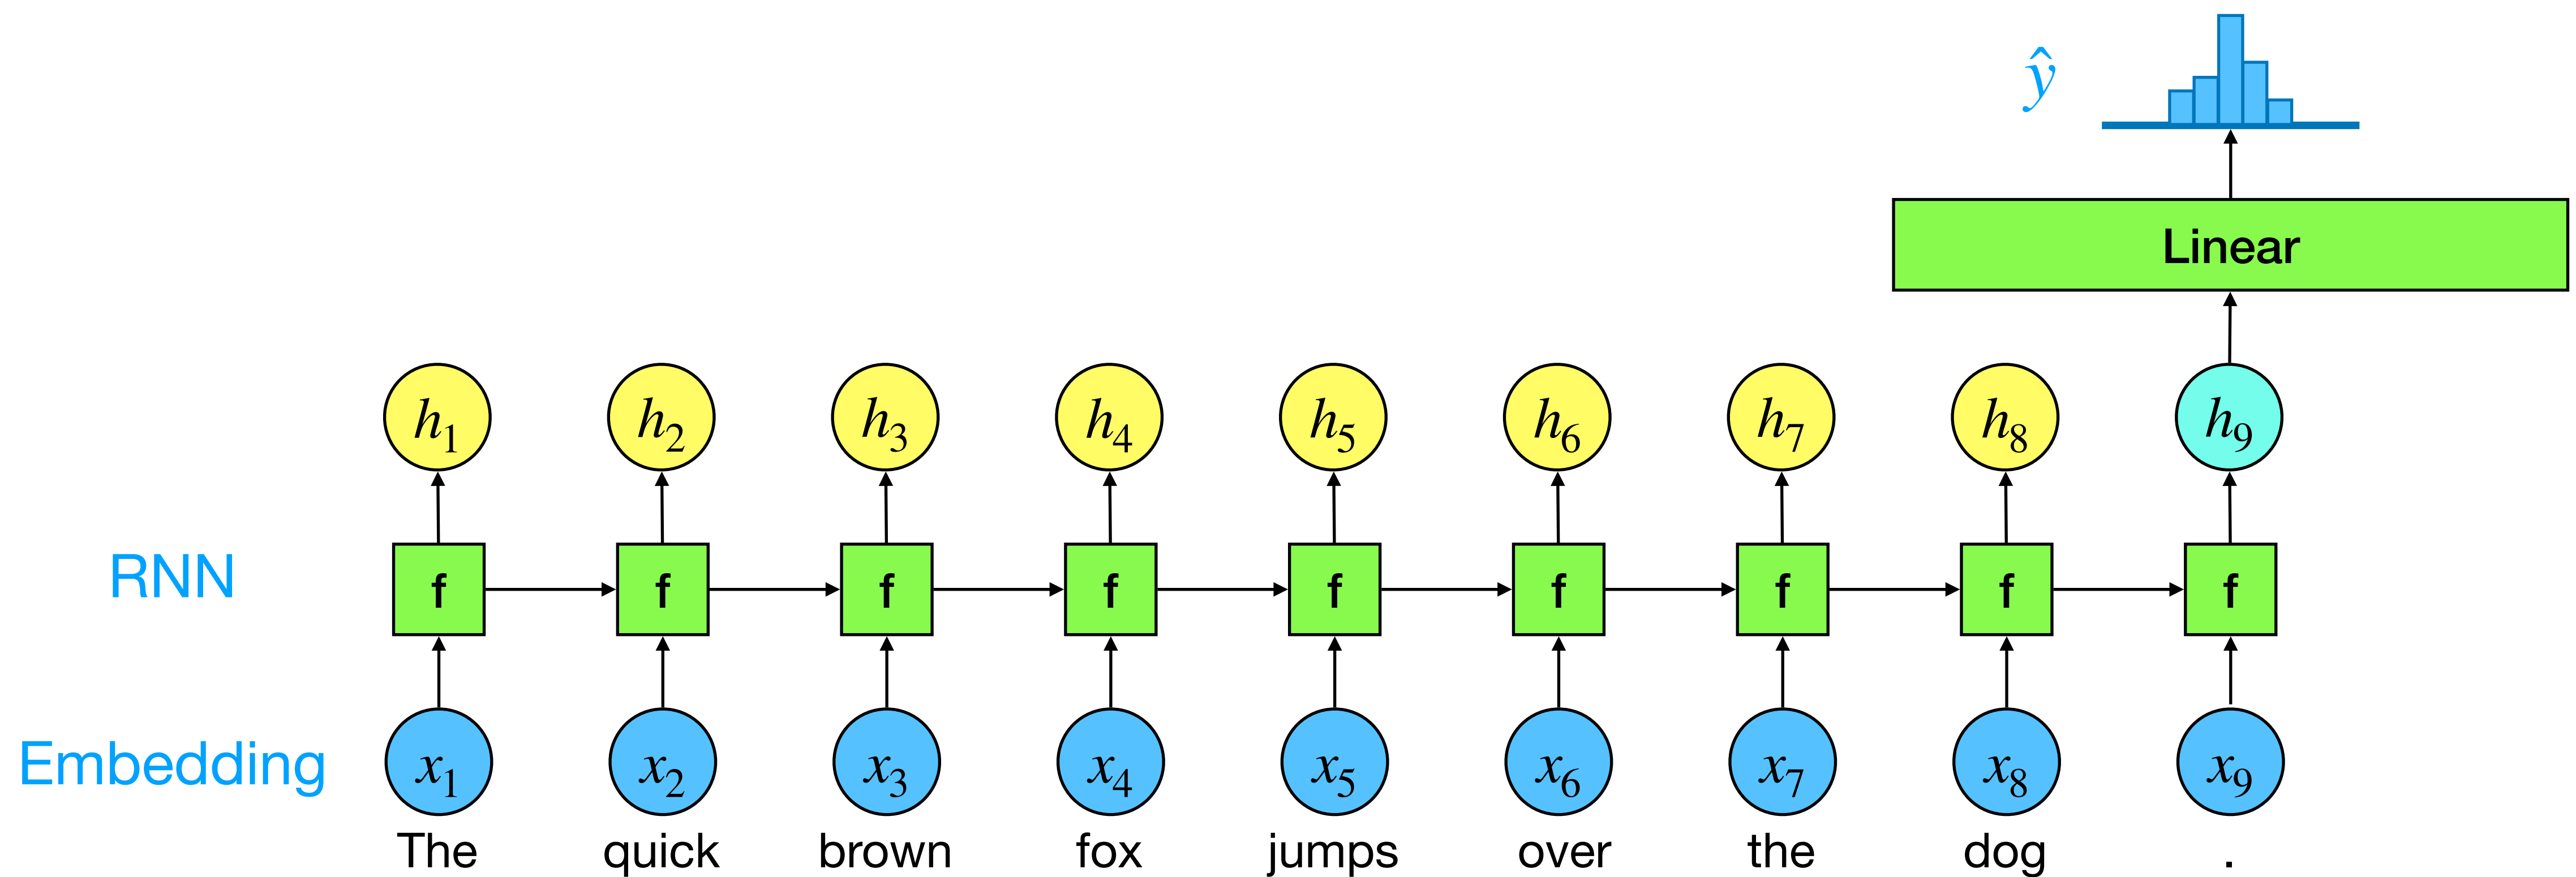 ŷ
Linear
h₁ h₂ h₃ h₄ h₅ h₆ h₇ h₈ h₉
RNN f f f f f f f f f
Embedding x₁ x₂ x₃ x₄ x₅ x₆ x₇ x₈ x₉
The quick brown fox jumps over the dog .